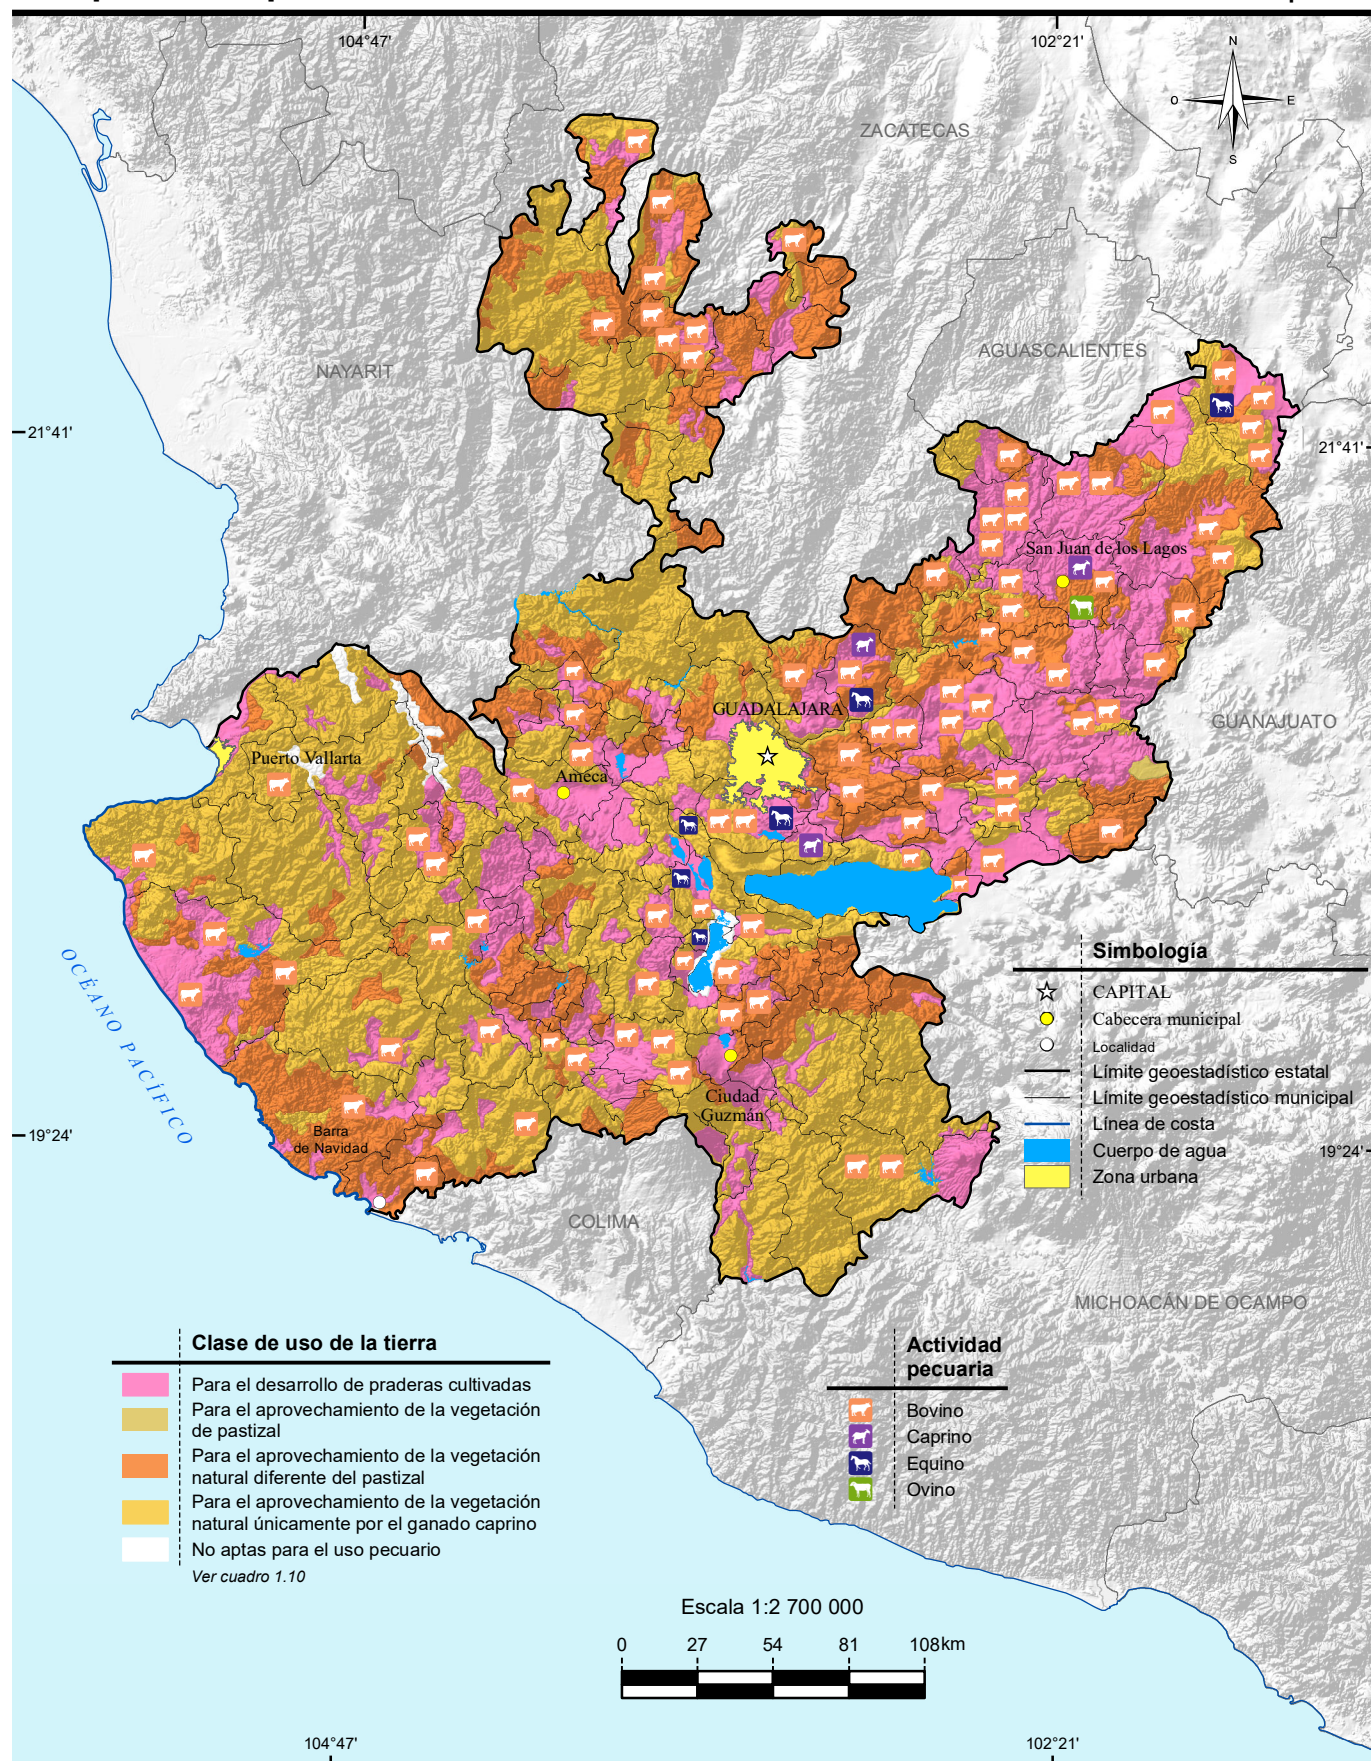 104°47'
102°21'
N
O
E
S
ZACATECAS
AGUASCALIENTES
NAYARIT
21°41'
21°41'
San Juan de los Lagos
GUADALAJARA
GUANAJUATO
Puerto Vallarta
Ameca
OCÉANO PACÍFICO
Ciudad
Guzmán
Barra
de Navidad
19°24'
19°24'
COLIMA
MICHOACÁN DE OCAMPO
Simbología
CAPITAL
Cabecera municipal
Localidad
Límite geoestadístico estatal
Límite geoestadístico municipal
Línea de costa
Cuerpo de agua
Zona urbana
Clase de uso de la tierra
Para el desarrollo de praderas cultivadas
Para el aprovechamiento de la vegetación
de pastizal
Para el aprovechamiento de la vegetación
natural diferente del pastizal
Para el aprovechamiento de la vegetación
natural únicamente por el ganado caprino
No aptas para el uso pecuario
Ver cuadro 1.10
Actividad
pecuaria
Bovino
Caprino
Equino
Ovino
Escala 1:2 700 000
0 27 54 81 108km
104°47'
102°21'